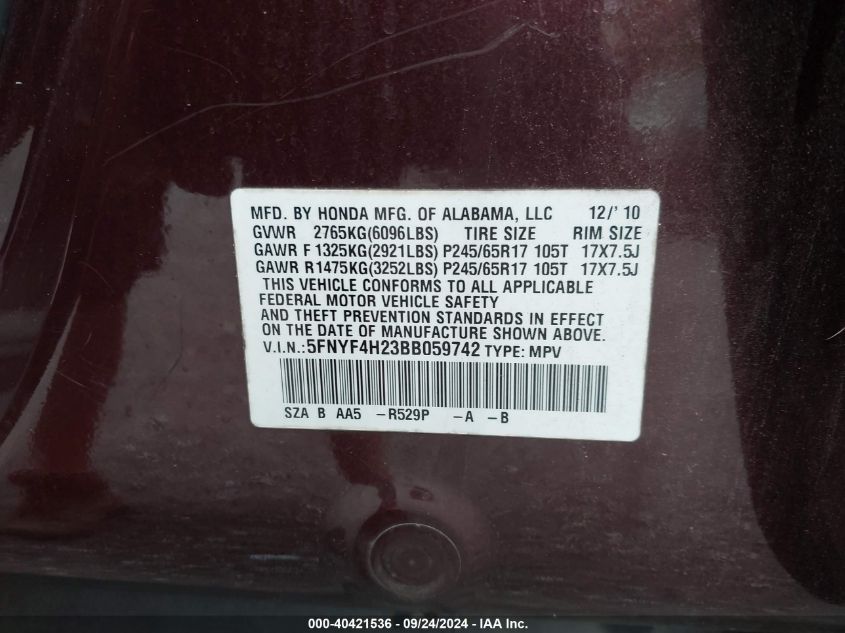 MFD. BY HONDA MFG. OF ALABAMA, LLC 12/'10
GVWR 2765KG(6096LBS) TIRE SIZE RIM SIZE
GAWR F 1325KG(2921LBS) P245/65R17 105T 17X7.5J
GAWR R1475KG(3252LBS) P245/65R17 105T 17X7.5J
THIS VEHICLE CONFORMS TO ALL APPLICABLE
FEDERAL MOTOR VEHICLE SAFETY
AND THEFT PREVENTION STANDARDS IN EFFECT
ON THE DATE OF MANUFACTURE SHOWN ABOVE.
V.I.N.:5FNYF4H23BB059742 TYPE: MPV
SZA B AA5 -R529P -A -B
000-40421536 - 09/24/2024 - IAA Inc.